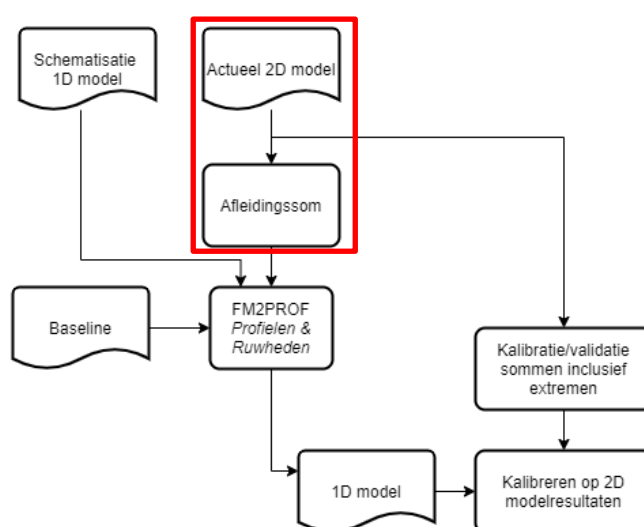 Schematisatie
1D model
Actueel 2D model
Afleidingssom
Baseline
FM2PROF
Profielen &
Ruwheden
Kalibratie/validatie
sommen inclusief
extremen
1D model
Kalibreren op 2D
modelresultaten